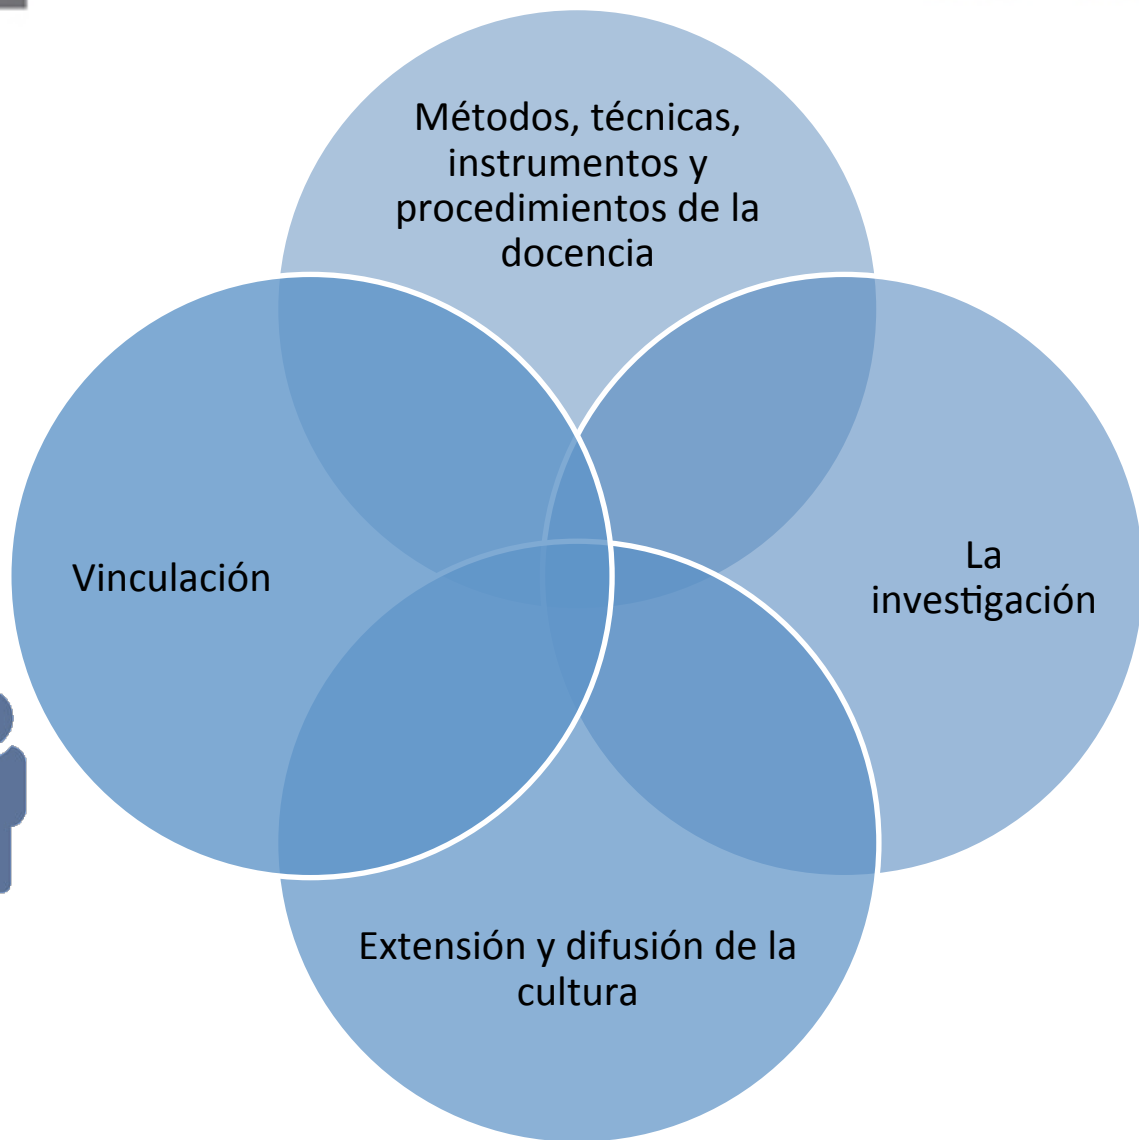 Métodos, técnicas,
instrumentos y
procedimientos de la
docencia
Vinculación
La
investigación
Extensión y difusión de la
cultura